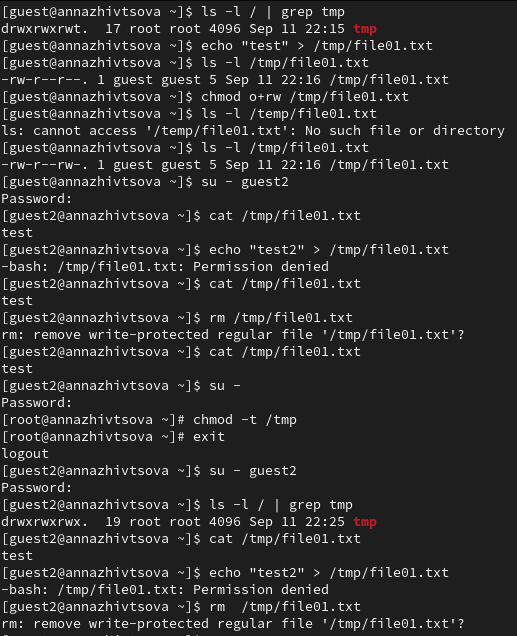 [guest@annazhivtsova ~]$ ls -l / | grep tmp
drwxrwxrwt.  17 root root 4096 Sep 11 22:15 tmp
[guest@annazhivtsova ~]$ echo "test" > /tmp/file01.txt
[guest@annazhivtsova ~]$ ls -l /tmp/file01.txt
-rw-r--r--. 1 guest guest 5 Sep 11 22:16 /tmp/file01.txt
[guest@annazhivtsova ~]$ chmod o+rw /tmp/file01.txt
[guest@annazhivtsova ~]$ ls -l /temp/file01.txt
ls: cannot access '/temp/file01.txt': No such file or directory
[guest@annazhivtsova ~]$ ls -l /tmp/file01.txt
-rw-r--rw-. 1 guest guest 5 Sep 11 22:16 /tmp/file01.txt
[guest@annazhivtsova ~]$ su - guest2
Password:
[guest2@annazhivtsova ~]$ cat /tmp/file01.txt
test
[guest2@annazhivtsova ~]$ echo "test2" > /tmp/file01.txt
-bash: /tmp/file01.txt: Permission denied
[guest2@annazhivtsova ~]$ cat /tmp/file01.txt
test
[guest2@annazhivtsova ~]$ rm /tmp/file01.txt
rm: remove write-protected regular file '/tmp/file01.txt'?
[guest2@annazhivtsova ~]$ cat /tmp/file01.txt
test
[guest2@annazhivtsova ~]$ su -
Password:
[root@annazhivtsova ~]# chmod -t /tmp
[root@annazhivtsova ~]# exit
logout
[guest2@annazhivtsova ~]$ su - guest2
Password:
[guest2@annazhivtsova ~]$ ls -l / | grep tmp
drwxrwxrwx.  19 root root 4096 Sep 11 22:25 tmp
[guest2@annazhivtsova ~]$ cat /tmp/file01.txt
test
[guest2@annazhivtsova ~]$ echo "test2" > /tmp/file01.txt
-bash: /tmp/file01.txt: Permission denied
[guest2@annazhivtsova ~]$ rm  /tmp/file01.txt
rm: remove write-protected regular file '/tmp/file01.txt'?